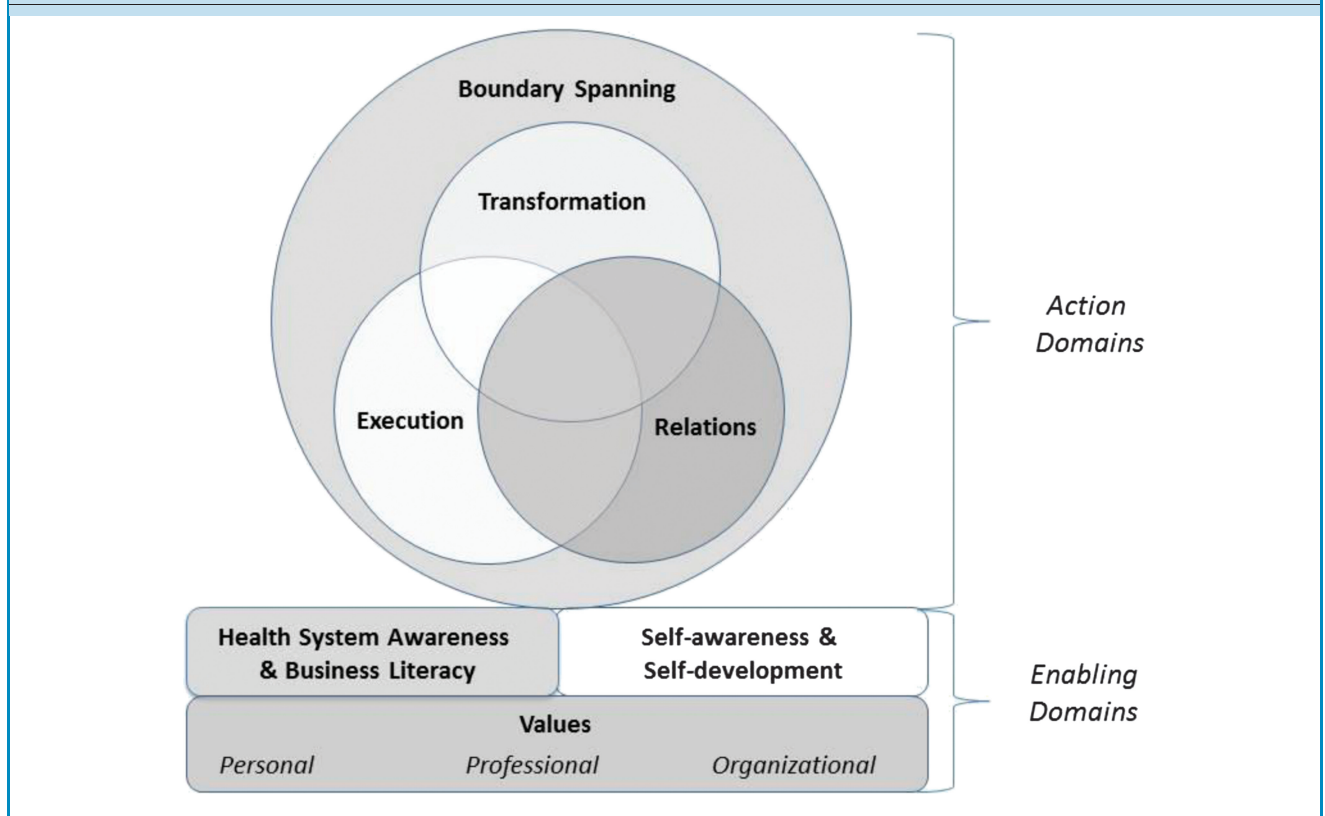 Boundary Spanning
Transformation
Execution
Relations
Action
Domains
Health System Awareness
& Business Literacy
Self-awareness &
Self-development
Enabling
Domains
Values
Personal Professional Organizational